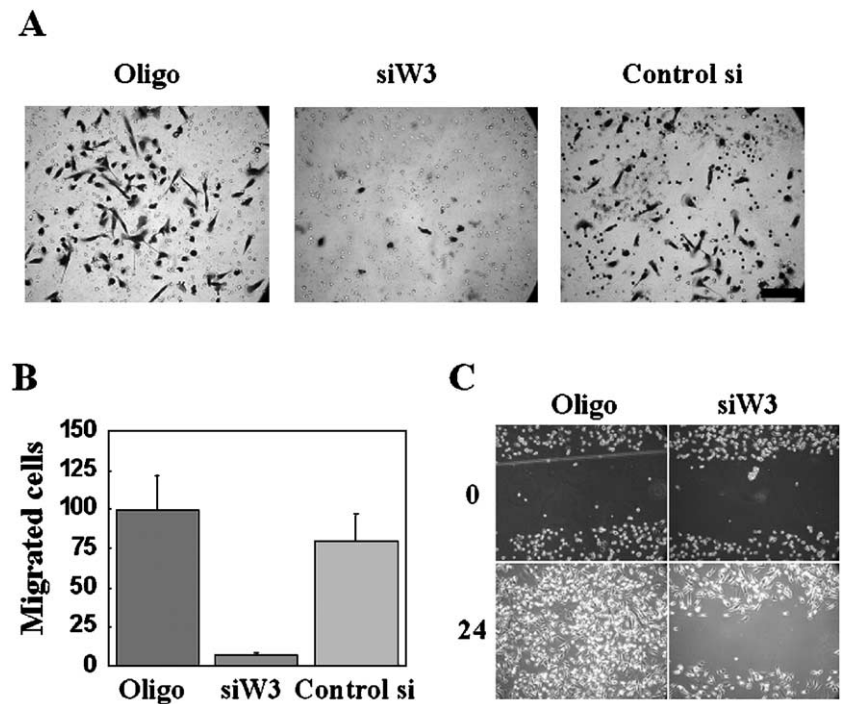 A
Oligo siW3 Control si
B
Migrated cells
150
125
100
75
50
25
0
Oligo siW3 Control si
C
Oligo siW3
0
24